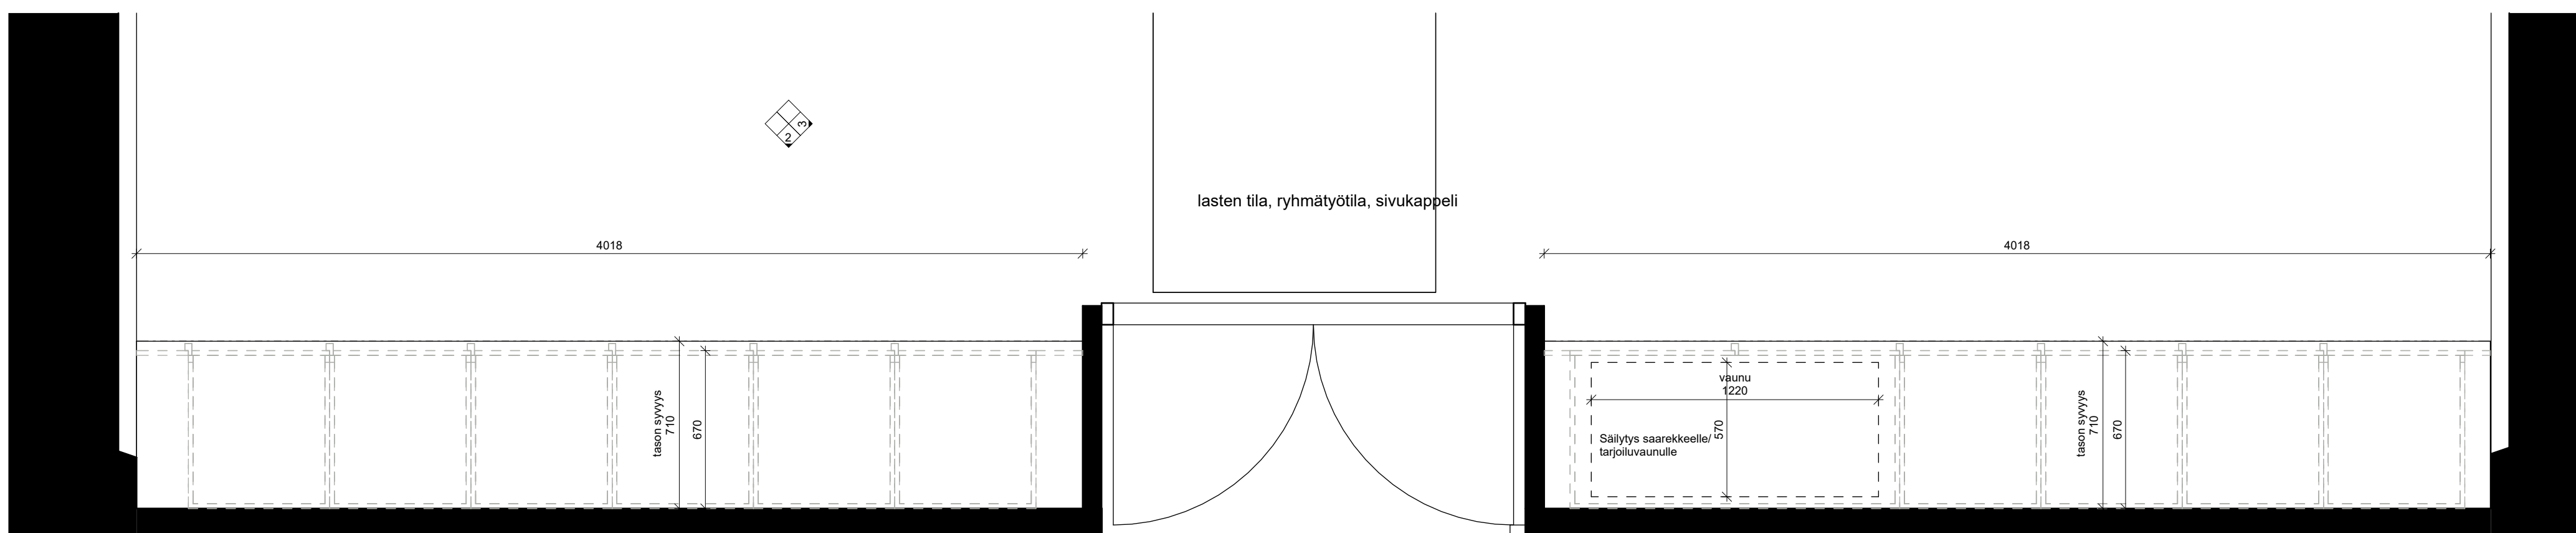 3
2
lasten tila, ryhmätyötila, sivukappeli
4018
4018
tason syvyys
710
670
vaunu
1220
570
Säilytys saarekkeelle/
tarjoiluvaunulle
tason syvyys
710
670